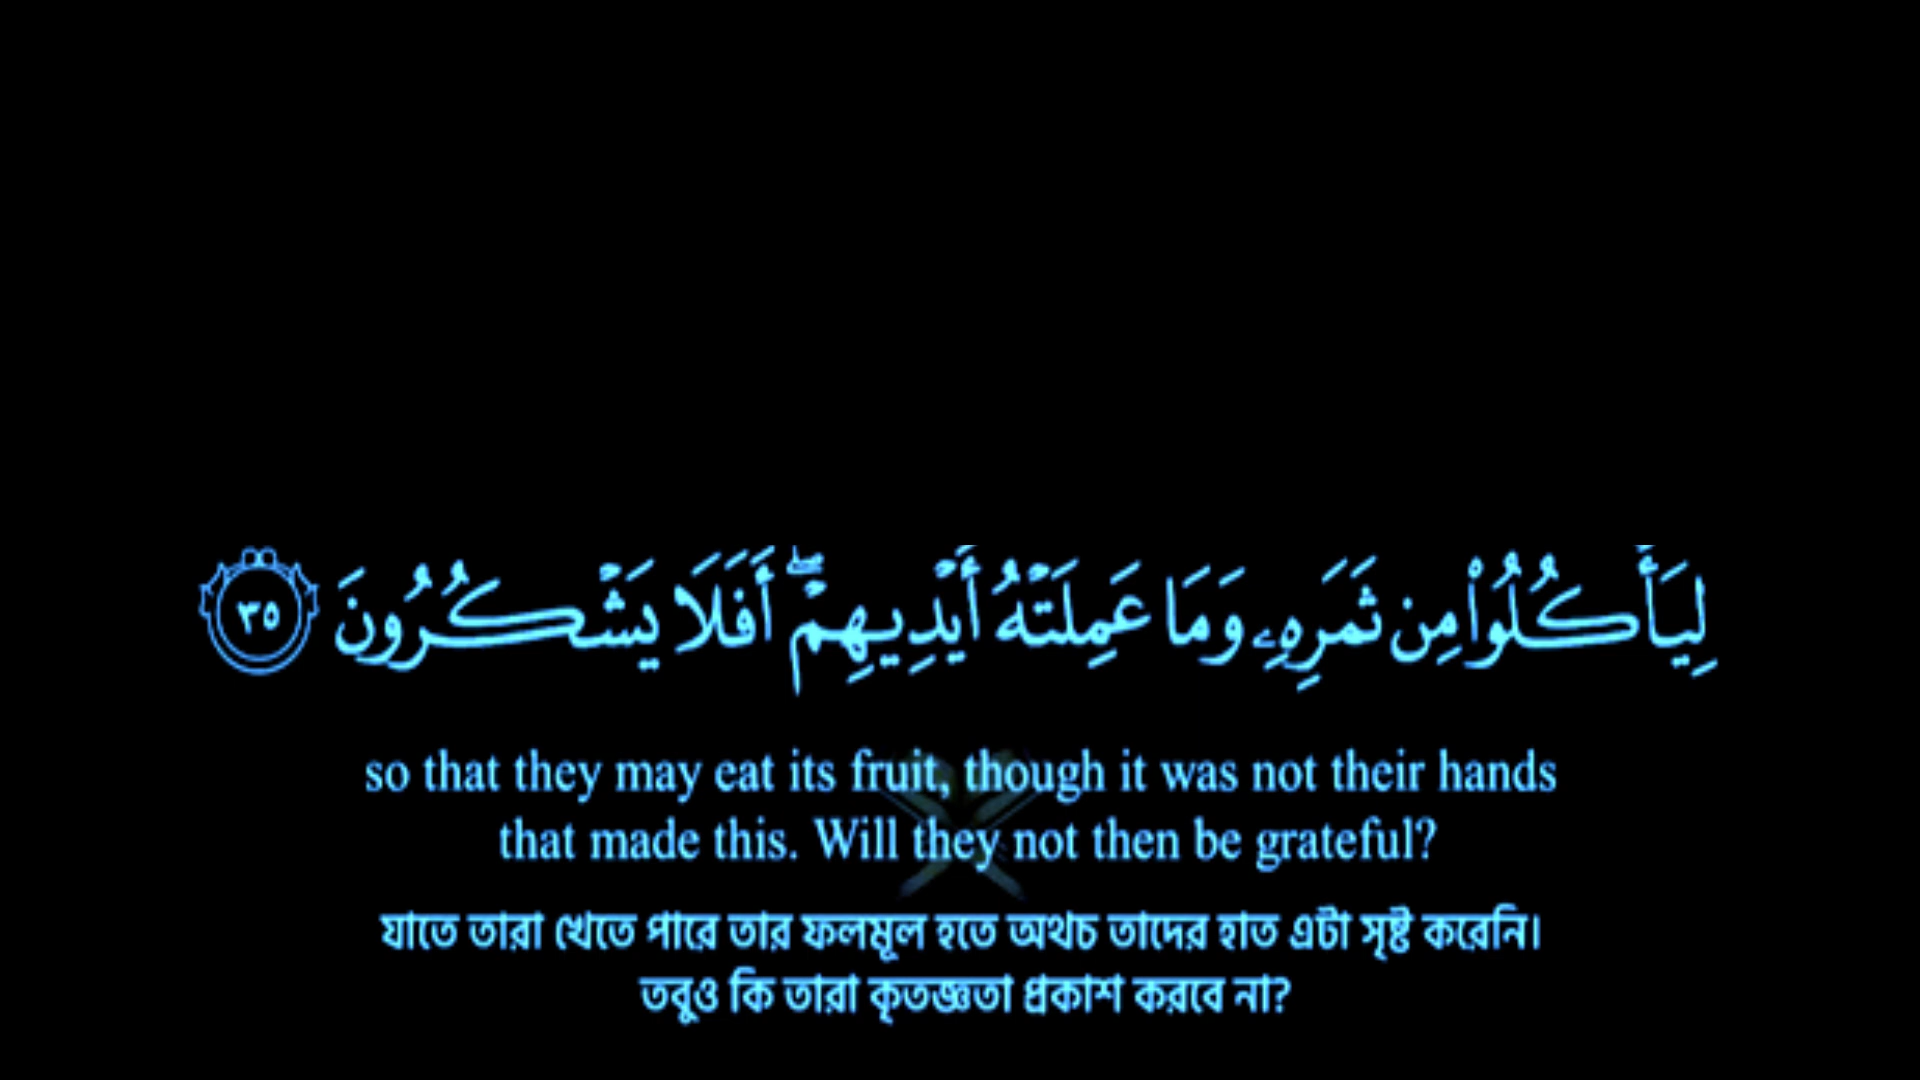 لِيَأۡكُلُواْ مِن ثَمَرِهِۦ وَمَا عَمِلَتۡهُ أَيۡدِيهِمۡۚ أَفَلَا يَشۡكُرُونَ ٣٥
so that they may eat its fruit, though it was not their hands
that made this. Will they not then be grateful?
যাতে তারা খেতে পারে তার ফলমূল হতে অথচ তাদের হাত এটা সৃষ্ট করেনি।
তবুও কি তারা কৃতজ্ঞতা প্রকাশ করবে না?